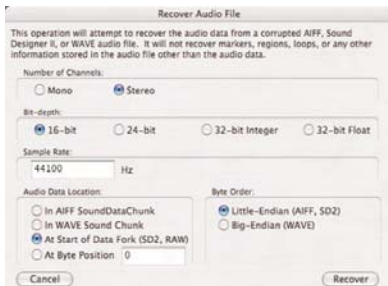 Recover Audio File
This operation will attempt to recover the audio data from a corrupted AIFF, Sound
Designer II, or WAVE audio file. It will not recover markers, regions, loops, or any other
information stored in the audio file other than the audio data.
Number of Channels:
Mono Stereo
Bit-depth:
16-bit 24-bit 32-bit Integer 32-bit Float
Sample Rate:
44100 Hz
Audio Data Location:
In AIFF SoundDataChunk
In WAVE Sound Chunk
At Start of Data Fork (SD2, RAW)
At Byte Position 0
Byte Order:
Little-Endian (AIFF, SD2)
Big-Endian (WAVE)
Cancel Recover